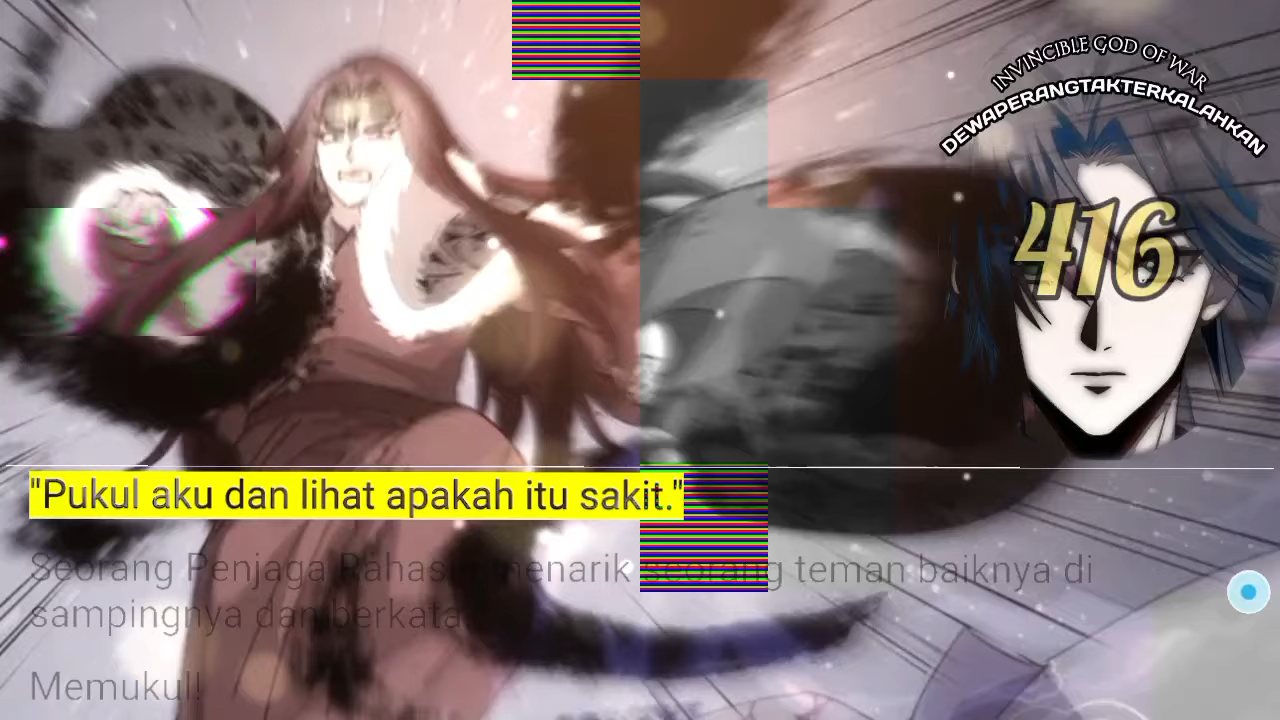 INVINCIBLE GOD OF WAR
DEWAPERANGTAKTERKALAHKAN
416
"Pukul aku dan lihat apakah itu sakit."
Seorang Penjaga Rahasia menarik seorang teman baiknya di
sampingnya dan berkata.
Memukul!